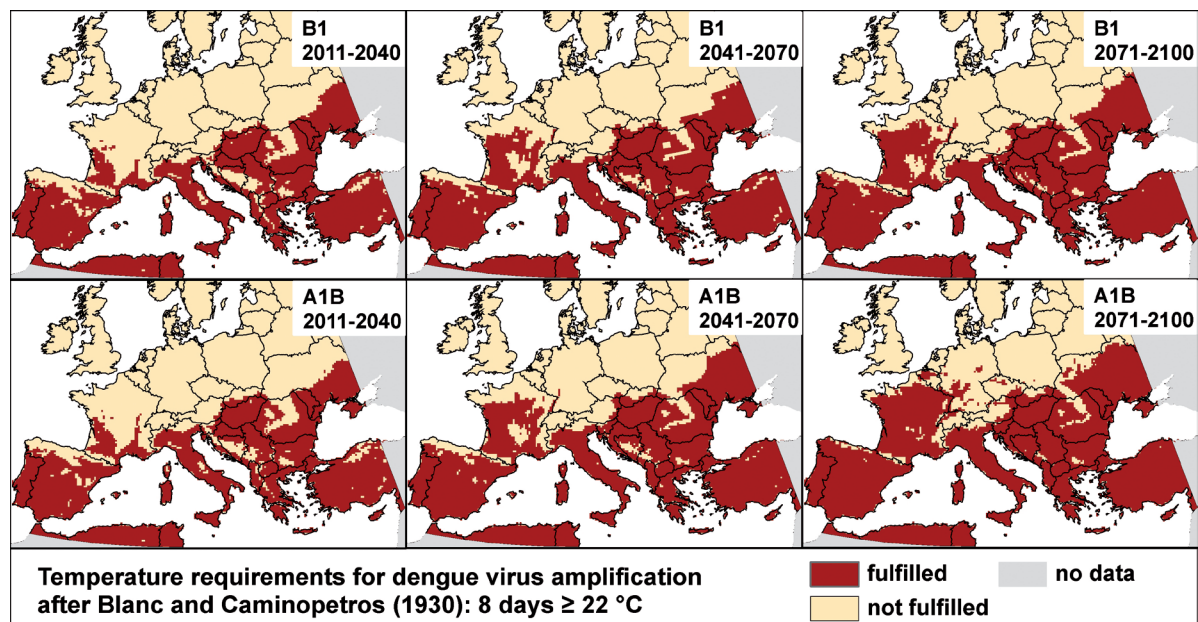 B1
2011-2040
B1
2041-2070
B1
2071-2100
A1B
2011-2040
A1B
2041-2070
A1B
2071-2100
Temperature requirements for dengue virus amplification
after Blanc and Caminopetros (1930): 8 days ≥ 22 °C
fulfilled
no data
not fulfilled